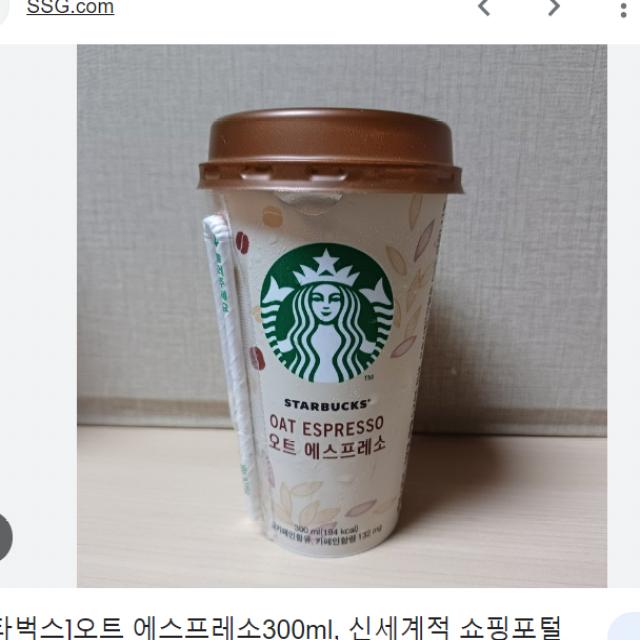 SSG.com
STARBUCKS
OAT ESPRESSO
오트 에스프레소
300 ml(184 kcal)
카페인함유, 카페인함량 132 mg
타벅스]오트 에스프레소300ml, 신세계적 쇼핑포털